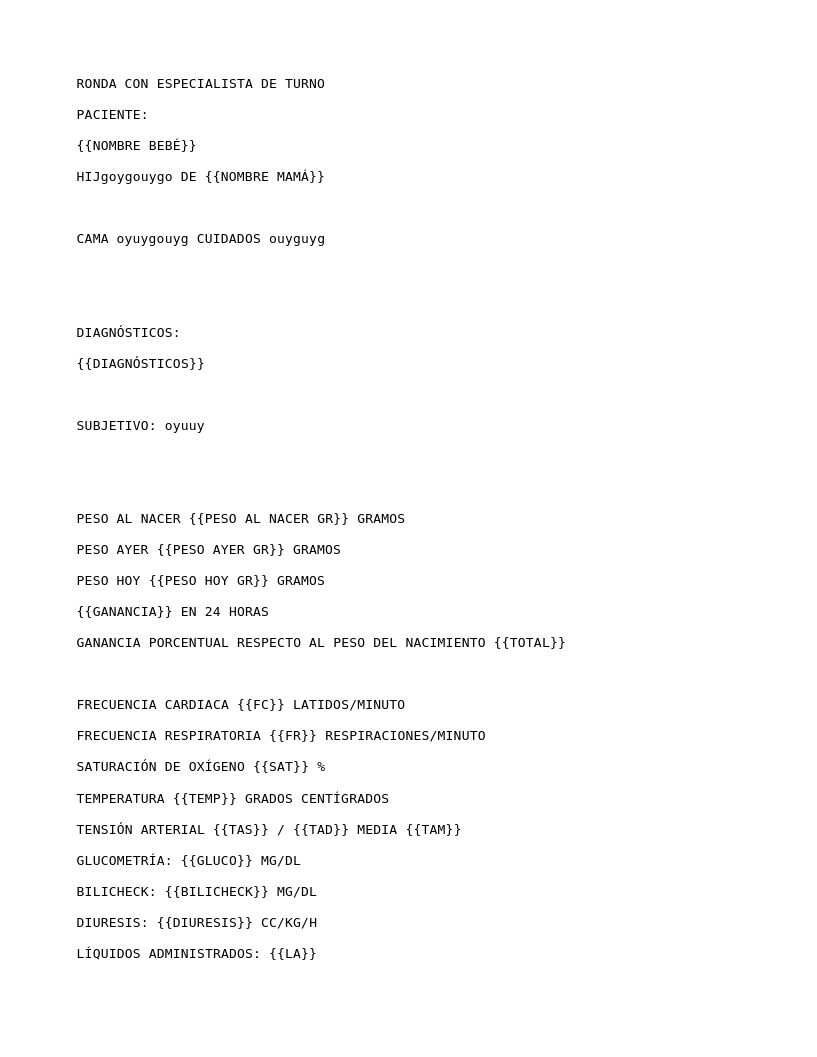 RONDA CON ESPECIALISTA DE TURNO
PACIENTE:
{{NOMBRE BEBÉ}}
HIJgoygouygo DE {{NOMBRE MAMÁ}}
CAMA oyuygouyg CUIDADOS ouyguyg
DIAGNÓSTICOS:
{{DIAGNÓSTICOS}}
SUBJETIVO: oyuuy
PESO AL NACER {{PESO AL NACER GR}} GRAMOS
PESO AYER {{PESO AYER GR}} GRAMOS
PESO HOY {{PESO HOY GR}} GRAMOS
{{GANANCIA}} EN 24 HORAS
GANANCIA PORCENTUAL RESPECTO AL PESO DEL NACIMIENTO {{TOTAL}}
FRECUENCIA CARDIACA {{FC}} LATIDOS/MINUTO
FRECUENCIA RESPIRATORIA {{FR}} RESPIRACIONES/MINUTO
SATURACIÓN DE OXÍGENO {{SAT}} %
TEMPERATURA {{TEMP}} GRADOS CENTÍGRADOS
TENSIÓN ARTERIAL {{TAS}} / {{TAD}} MEDIA {{TAM}}
GLUCOMETRÍA: {{GLUCO}} MG/DL
BILICHECK: {{BILICHECK}} MG/DL
DIURESIS: {{DIURESIS}} CC/KG/H
LÍQUIDOS ADMINISTRADOS: {{LA}}